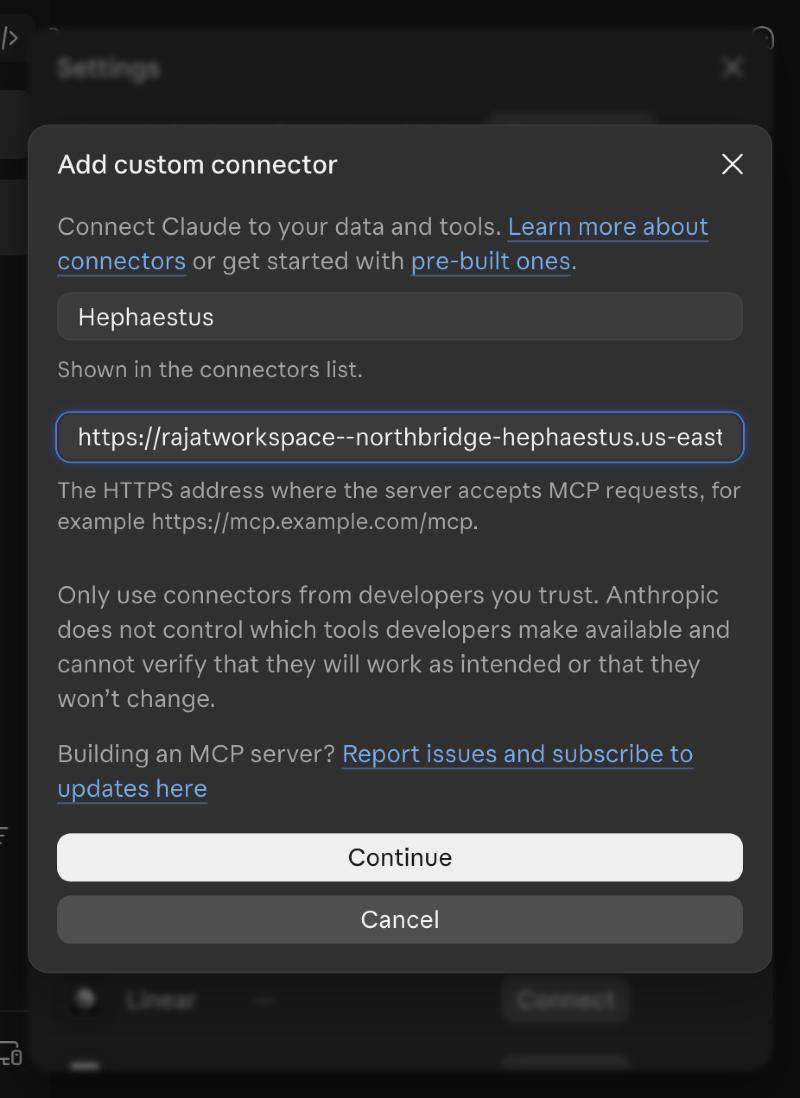 Settings
Add custom connector
Connect Claude to your data and tools. Learn more about
connectors or get started with pre-built ones.
Hephaestus
Shown in the connectors list.
https://rajatworkspace--northbridge-hephaestus.us-east
The HTTPS address where the server accepts MCP requests, for
example https://mcp.example.com/mcp.
Only use connectors from developers you trust. Anthropic
does not control which tools developers make available and
cannot verify that they will work as intended or that they
won’t change.
Building an MCP server? Report issues and subscribe to
updates here
Continue
Cancel
Linear
Connect